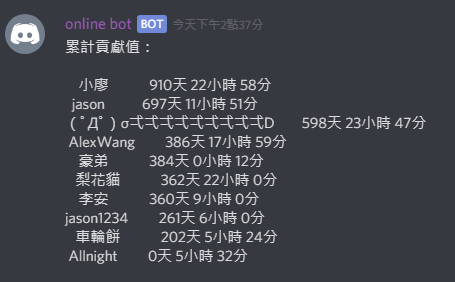 online bot BOT 今天下午2點37分
累計貢獻值：
小廖 910天 22小時 58分
jason 697天 11小時 51分
( ﾟДﾟ) σ弌弌弌弌弌弌弌弌弌D 598天 23小時 47分
AlexWang 386天 17小時 59分
豪弟 384天 0小時 12分
梨花貓 362天 22小時 0分
李安 360天 9小時 0分
jason1234 261天 6小時 0分
車輪餅 202天 5小時 24分
Allnight 0天 5小時 32分